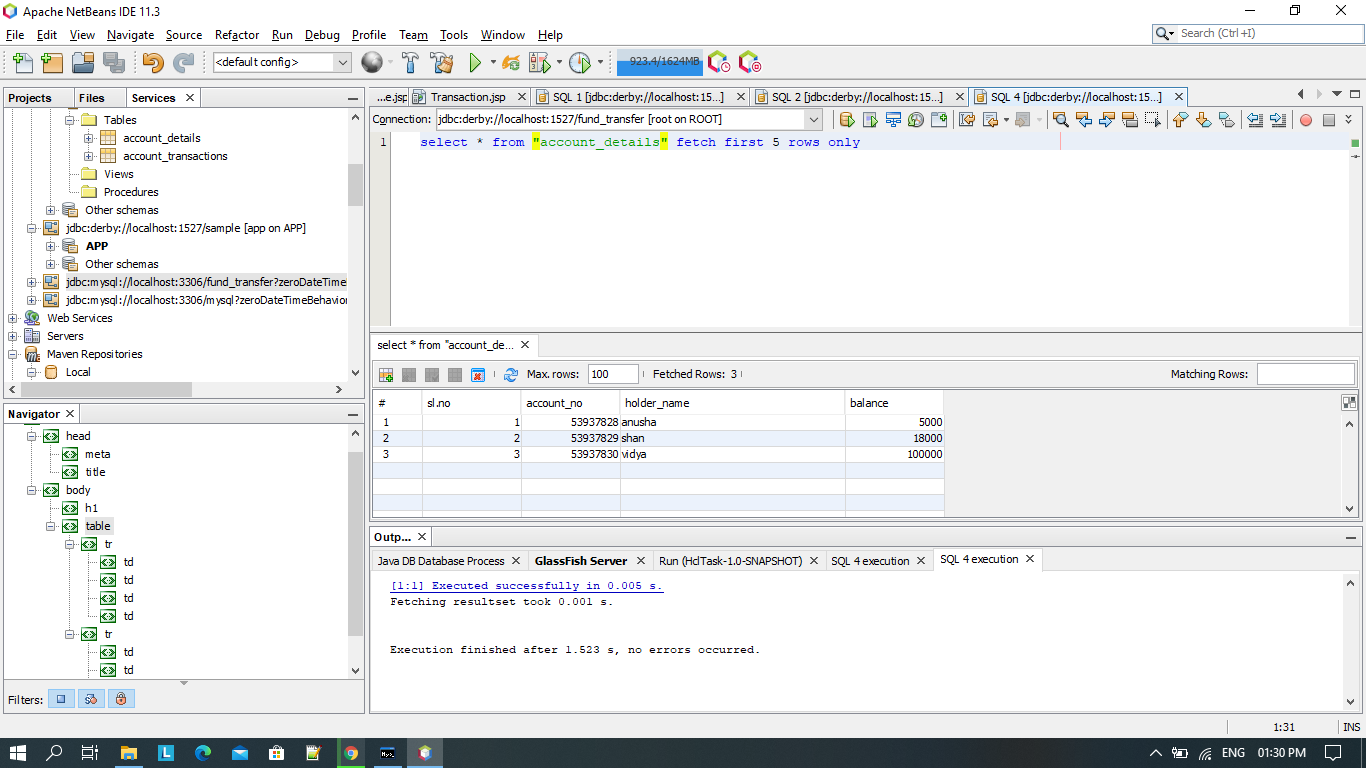 Apache NetBeans IDE 11.3
File Edit View Navigate Source Refactor Run Debug Profile Team Tools Window Help
Search (Ctrl +I)
<default config>
923.4/1624MB
Projects Files Services
Tables
account_details
account_transactions
Views
Procedures
Other schemas
jdbc:derby://localhost:1527/sample [app on APP]
APP
Other schemas
jdbc:mysql://localhost:3306/fund_transfer?zeroDateTimeI
jdbc:mysql://localhost:3306/mysql?zeroDateTimeBehavior
Web Services
Servers
Maven Repositories
Local
Navigator
head
meta
title
body
h1
table
tr
td
td
td
td
tr
td
td
Filters:
...e.jsp Transaction.jsp SQL 1 [jdbc:derby://localhost:15...] SQL 2 [jdbc:derby://localhost:15...] SQL 4 [jdbc:derby://localhost:15...]
Connection: jdbc:derby://localhost:1527/fund_transfer [root on ROOT]
1 select * from "account_details" fetch first 5 rows only
select * from "account_de...
Max. rows: 100 Fetched Rows: 3 Matching Rows:
# sl.no account_no holder_name balance
1 1 53937828 anusha 5000
2 2 53937829 shan 18000
3 3 53937830 vidya 100000
Outp...
Java DB Database Process GlassFish Server Run (HclTask-1.0-SNAPSHOT) SQL 4 execution SQL 4 execution
[1:1] Executed successfully in 0.005 s.
Fetching resultset took 0.001 s.
Execution finished after 1.523 s, no errors occurred.
1:31 INS
ENG 01:30 PM